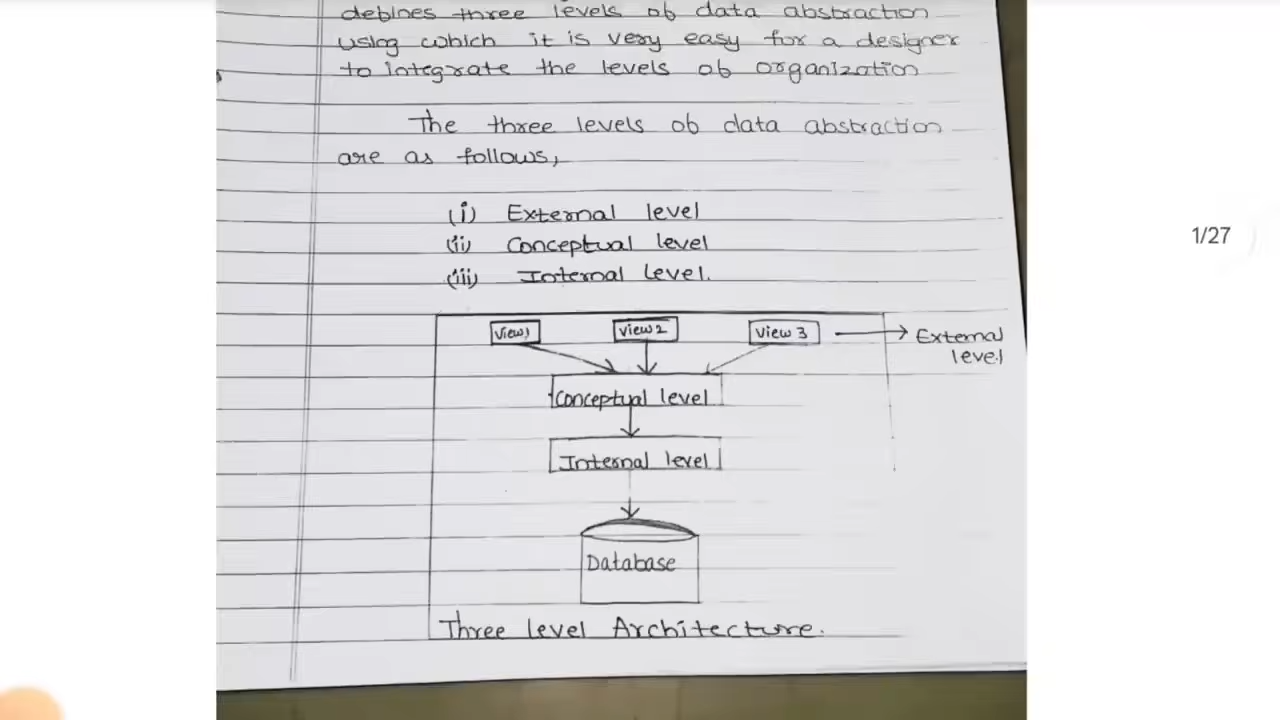 defines three levels of data abstraction
using which it is very easy for a designer
to integrate the levels of organization
The three levels of data abstraction
are as follows,
(i) External level
(ii) Conceptual level
(iii) Internal level.
1/27
View1 View2 View 3 External
level
Conceptual level
Internal level
Database
Three level Architecture.